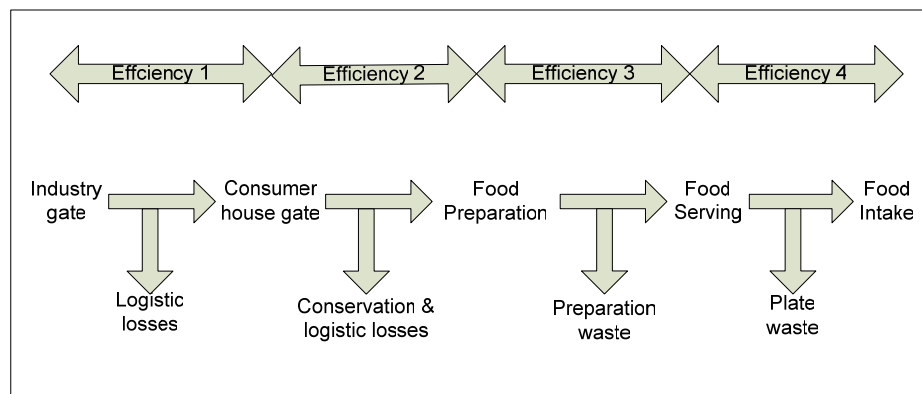 Effciency 1
Efficiency 2
Efficiency 3
Efficiency 4
Industry
gate
Consumer
house gate
Food
Preparation
Food
Serving
Food
Intake
Logistic
losses
Conservation &
logistic losses
Preparation
waste
Plate
waste